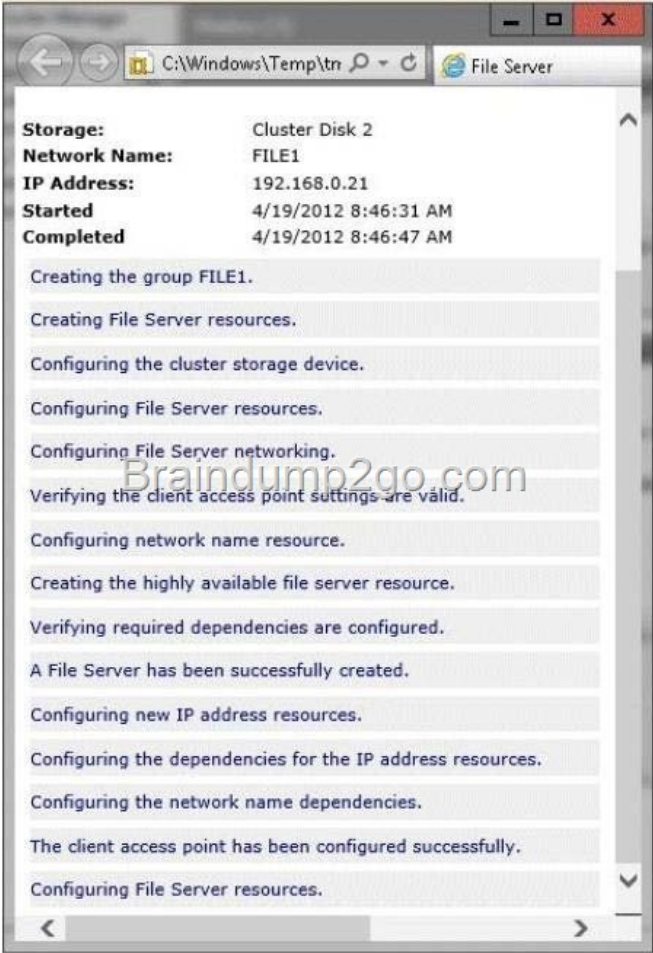 C:\Windows\Temp\tm
File Server
Storage: Cluster Disk 2
Network Name: FILE1
IP Address: 192.168.0.21
Started 4/19/2012 8:46:31 AM
Completed 4/19/2012 8:46:47 AM
Creating the group FILE1.
Creating File Server resources.
Configuring the cluster storage device.
Configuring File Server resources.
Configuring File Server networking.
Braindump2go.com
Verifying the client access point settings are valid.
Configuring network name resource.
Creating the highly available file server resource.
Verifying required dependencies are configured.
A File Server has been successfully created.
Configuring new IP address resources.
Configuring the dependencies for the IP address resources.
Configuring the network name dependencies.
The client access point has been configured successfully.
Configuring File Server resources.